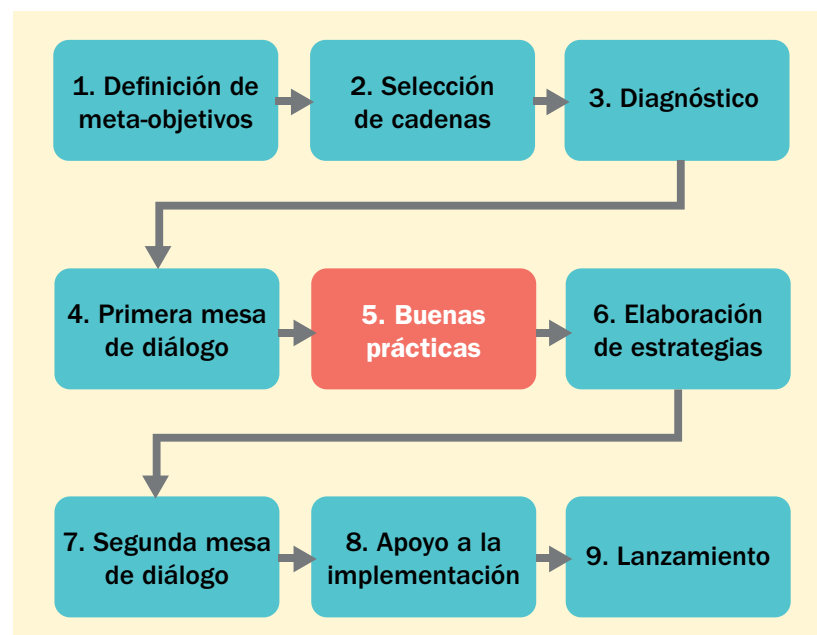 1. Definición de
meta-objetivos
2. Selección
de cadenas
3. Diagnóstico
4. Primera mesa
de diálogo
5. Buenas
prácticas
6. Elaboración
de estrategias
7. Segunda mesa
de diálogo
8. Apoyo a la
implementación
9. Lanzamiento